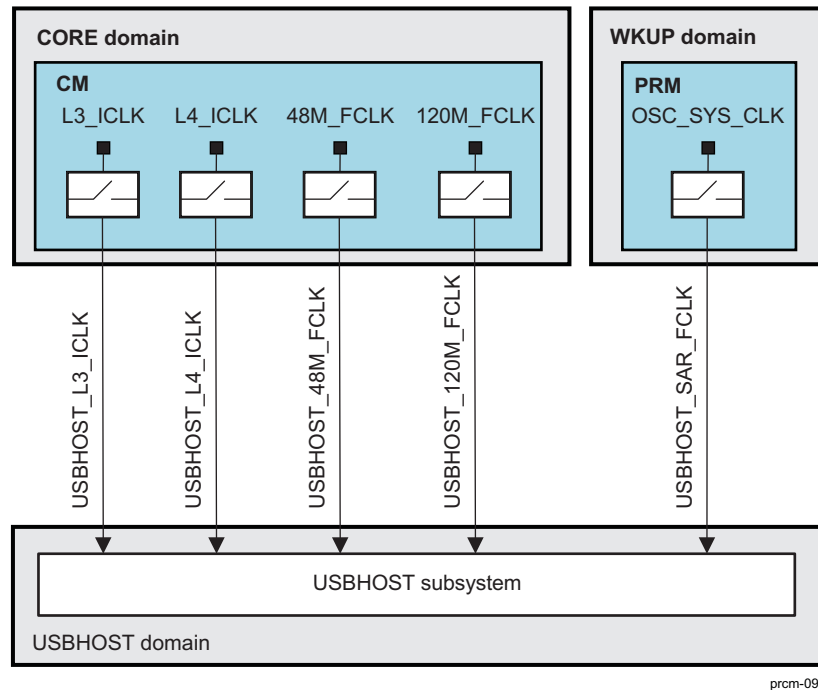 CORE domain
WKUP domain
CM
PRM
L3_ICLK
L4_ICLK
48M_FCLK
120M_FCLK
OSC_SYS_CLK
USBHOST_L3_ICLK
USBHOST_L4_ICLK
USBHOST_48M_FCLK
USBHOST_120M_FCLK
USBHOST_SAR_FCLK
USBHOST subsystem
USBHOST domain
prcm-09